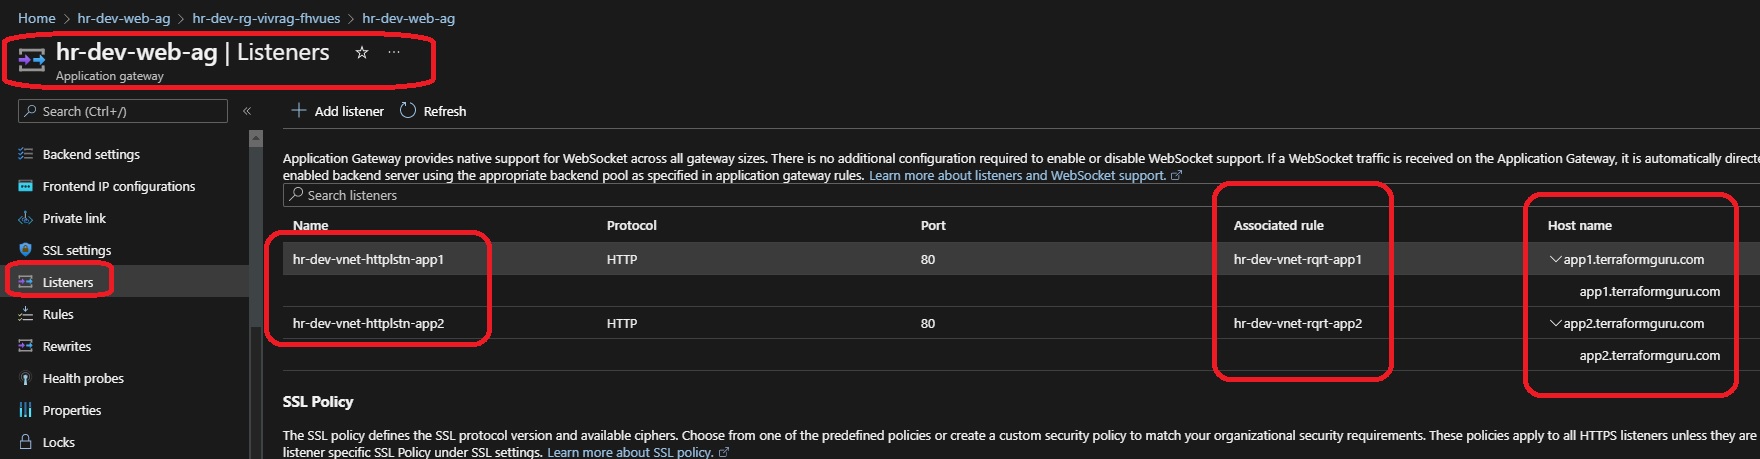 Home > hr-dev-web-ag > hr-dev-rg-vivrag-fhvues > hr-dev-web-ag
hr-dev-web-ag | Listeners ☆ ...
Application gateway
Search (Ctrl+/) «
Backend settings
Frontend IP configurations
Private link
SSL settings
Listeners
Rules
Rewrites
Health probes
Properties
Locks
+ Add listener Refresh
Application Gateway provides native support for WebSocket across all gateway sizes. There is no additional configuration required to enable or disable WebSocket support. If a WebSocket traffic is received on the Application Gateway, it is automatically directe
enabled backend server using the appropriate backend pool as specified in application gateway rules. Learn more about listeners and WebSocket support.
Search listeners
Name Protocol Port Associated rule Host name
hr-dev-vnet-httplstn-app1 HTTP 80 hr-dev-vnet-rqrt-app1 app1.terraformguru.com
app1.terraformguru.com
hr-dev-vnet-httplstn-app2 HTTP 80 hr-dev-vnet-rqrt-app2 app2.terraformguru.com
app2.terraformguru.com
SSL Policy
The SSL policy defines the SSL protocol version and available ciphers. Choose from one of the predefined policies or create a custom security policy to match your organizational security requirements. These policies apply to all HTTPS listeners unless they are
listener specific SSL Policy under SSL settings. Learn more about SSL policy.